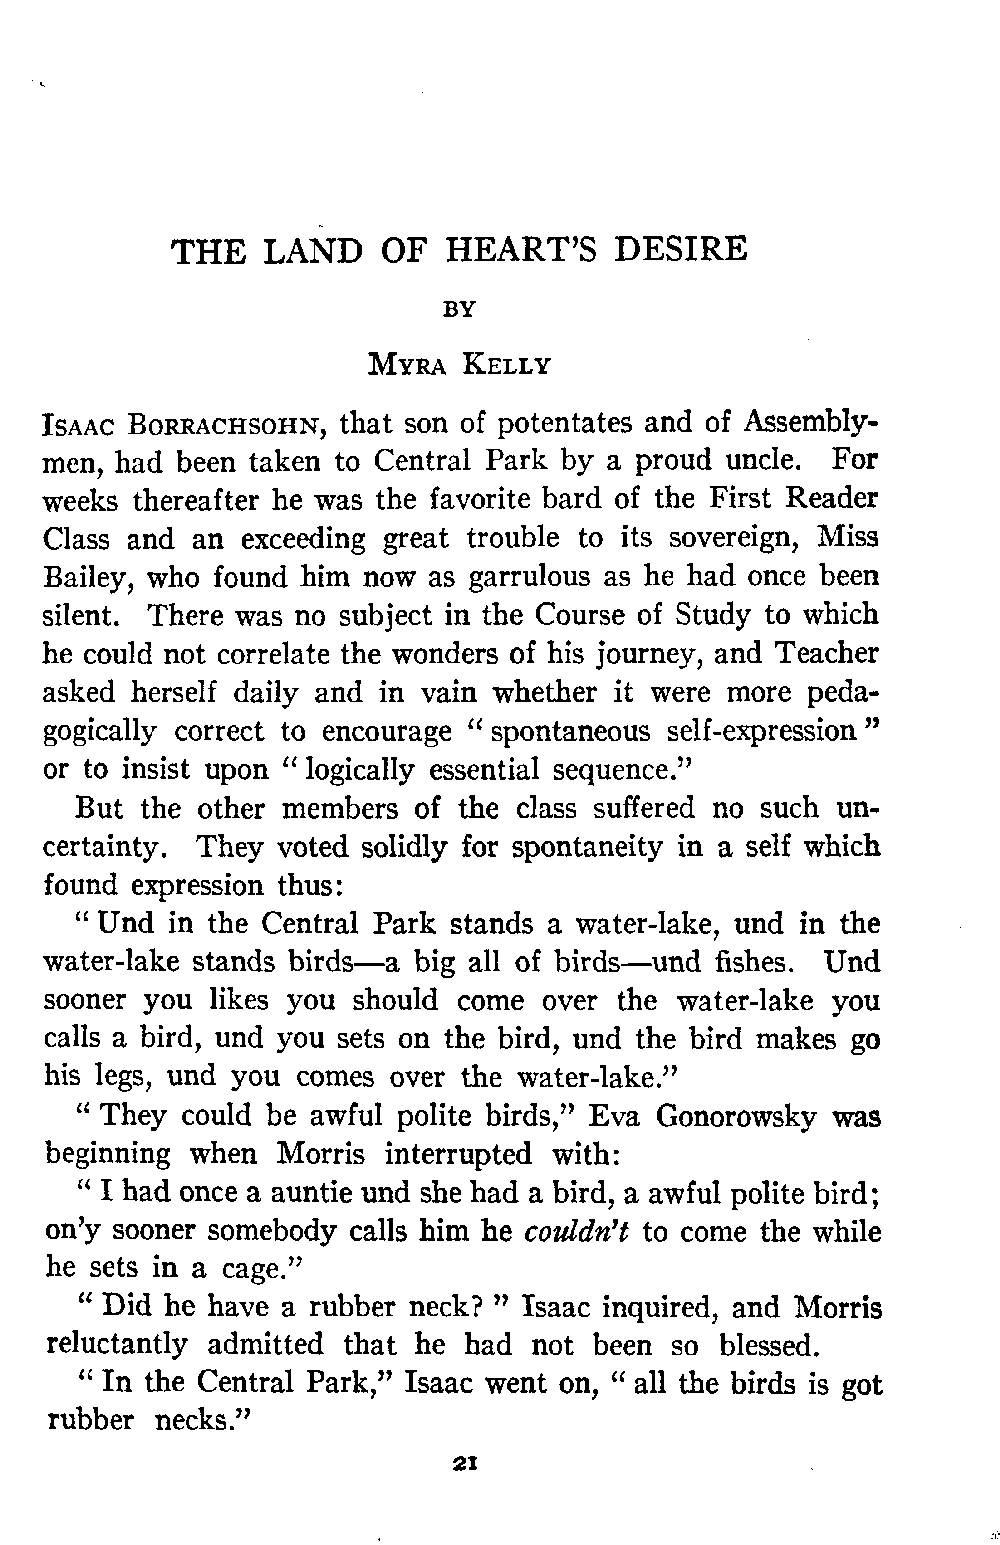 THE LAND OF HEART'S DESIRE
BY
MYRA KELLY
ISAAC BORRACHSOHN, that son of potentates and of Assembly-
men, had been taken to Central Park by a proud uncle. For
weeks thereafter he was the favorite bard of the First Reader
Class and an exceeding great trouble to its sovereign, Miss
Bailey, who found him now as garrulous as he had once been
silent. There was no subject in the Course of Study to which
he could not correlate the wonders of his journey, and Teacher
asked herself daily and in vain whether it were more peda-
gogically correct to encourage “ spontaneous self-expression ”
or to insist upon “ logically essential sequence.”
But the other members of the class suffered no such un-
certainty. They voted solidly for spontaneity in a self which
found expression thus:
“ Und in the Central Park stands a water-lake, und in the
water-lake stands birds—a big all of birds—und fishes. Und
sooner you likes you should come over the water-lake you
calls a bird, und you sets on the bird, und the bird makes go
his legs, und you comes over the water-lake.”
“ They could be awful polite birds,” Eva Gonorowsky was
beginning when Morris interrupted with:
“ I had once a auntie und she had a bird, a awful polite bird;
on'y sooner somebody calls him he couldn't to come the while
he sets in a cage.”
“ Did he have a rubber neck? ” Isaac inquired, and Morris
reluctantly admitted that he had not been so blessed.
“ In the Central Park,” Isaac went on, “ all the birds is got
rubber necks.”
21